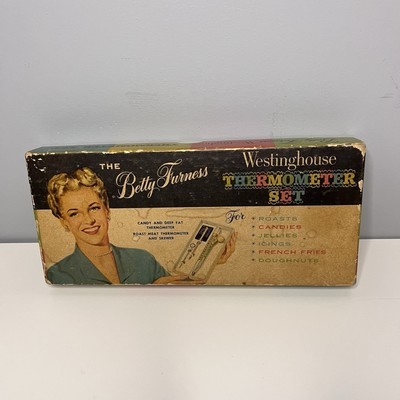 THE
Betty Furness
Westinghouse
THERMOMETER
SET
CANDY AND DEEP FAT
THERMOMETER
ROAST MEAT THERMOMETER
AND SKEWER
For
• ROASTS
• CANDIES
• JELLIES
• ICINGS
• FRENCH FRIES
• DOUGHNUTS